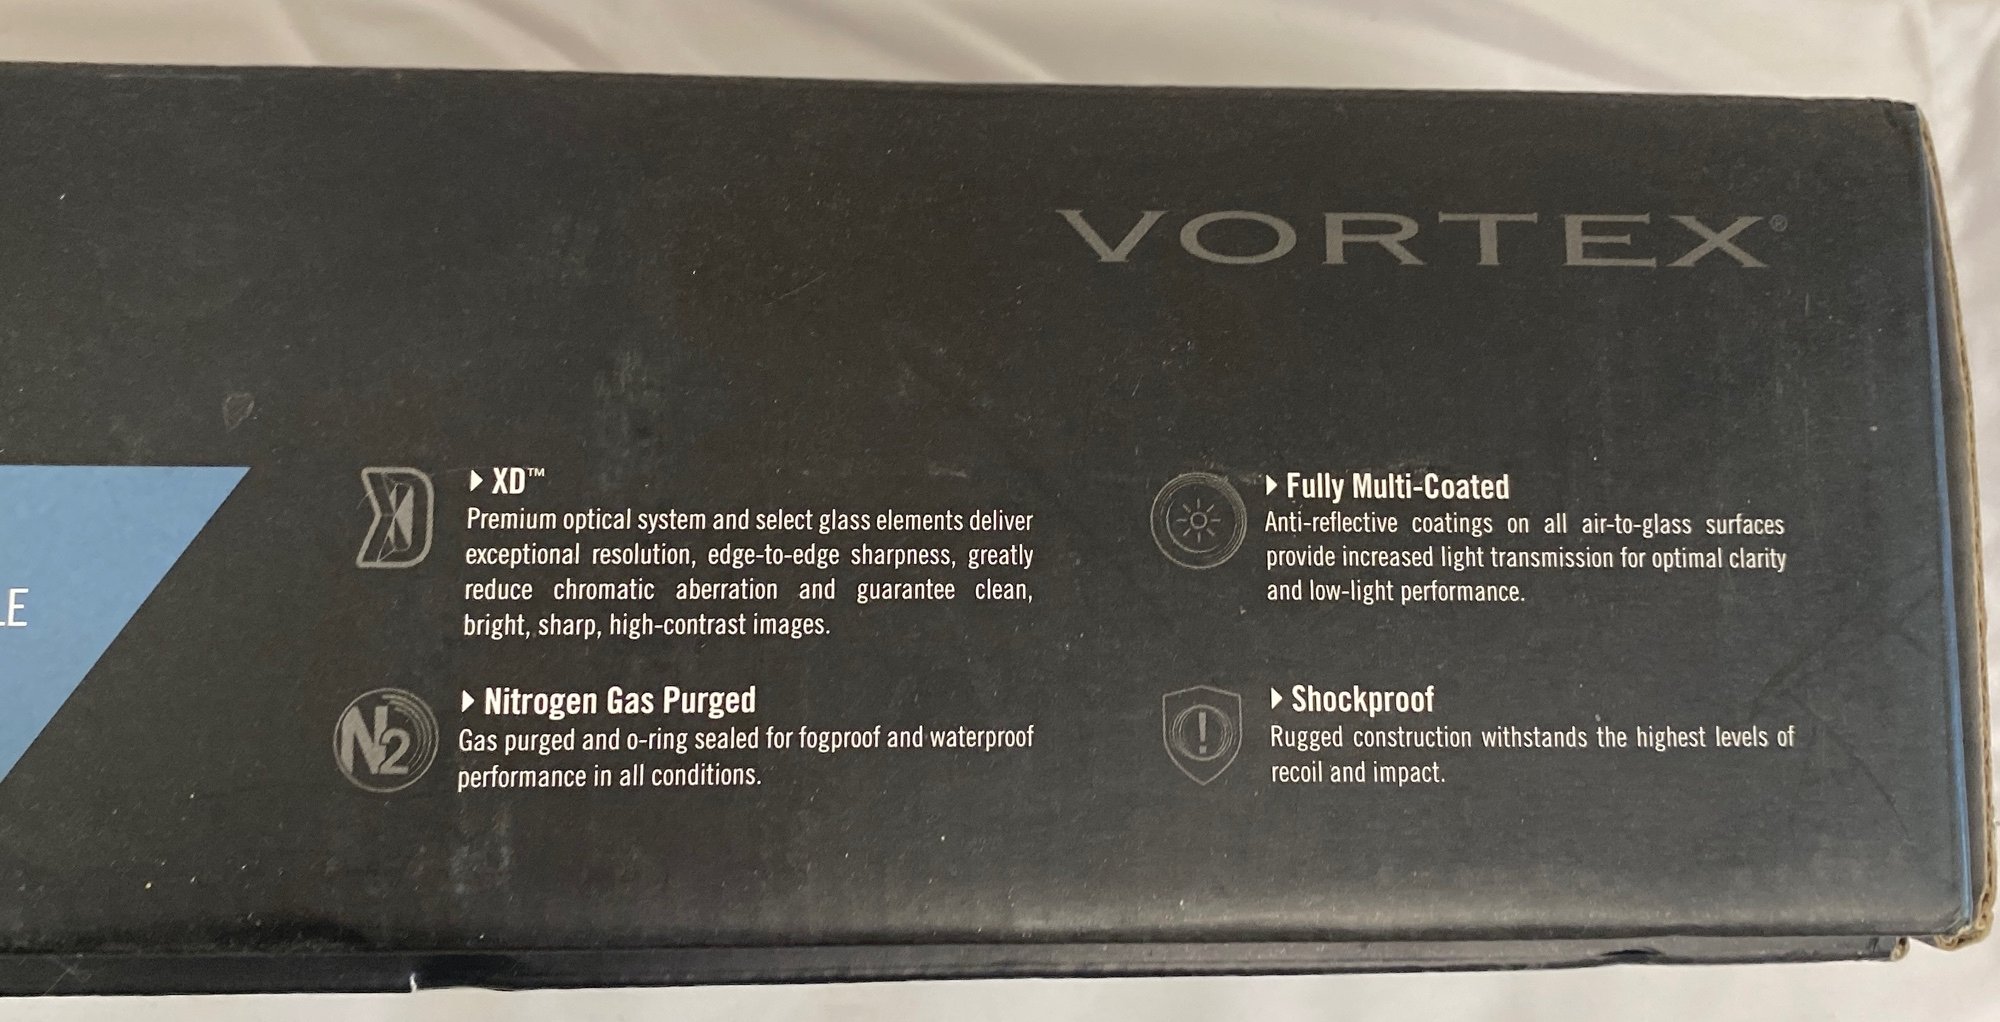 VORTEX®
▶ XD™
Premium optical system and select glass elements deliver
exceptional resolution, edge-to-edge sharpness, greatly
reduce chromatic aberration and guarantee clean,
bright, sharp, high-contrast images.
▶ Fully Multi-Coated
Anti-reflective coatings on all air-to-glass surfaces
provide increased light transmission for optimal clarity
and low-light performance.
LE
N2
▶ Nitrogen Gas Purged
Gas purged and o-ring sealed for fogproof and waterproof
performance in all conditions.
!
▶ Shockproof
Rugged construction withstands the highest levels of
recoil and impact.